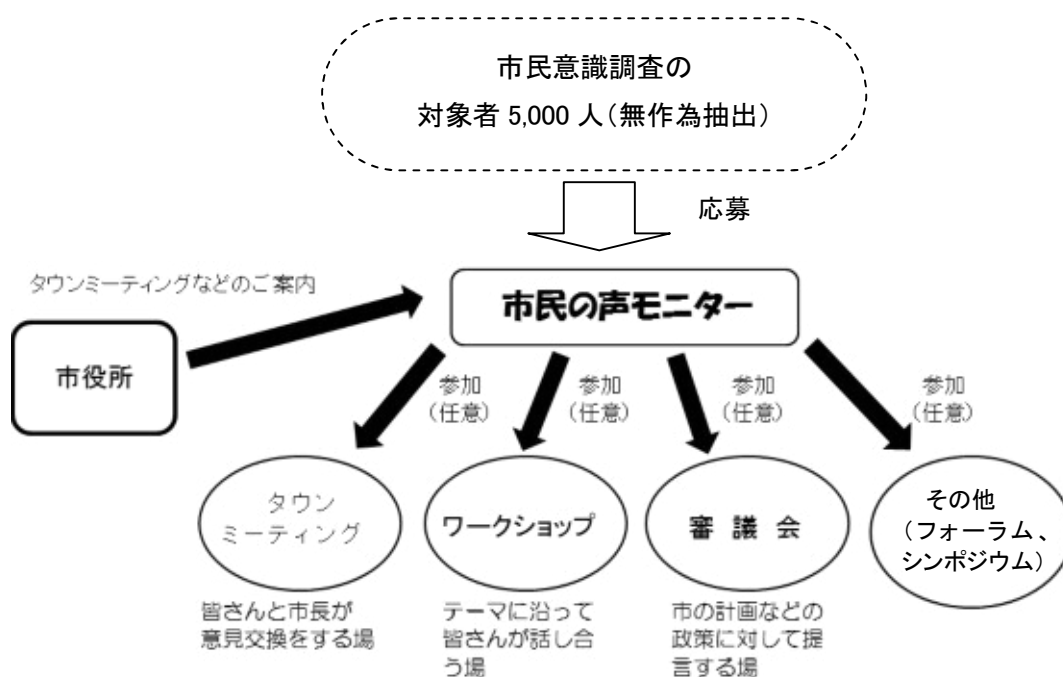 市民意識調査の
対象者 5,000 人(無作為抽出)
応募
タウンミーティングなどのご案内
市民の声モニター
市役所
参加
(任意)
参加
(任意)
参加
(任意)
参加
(任意)
タウン
ミーティング
ワークショップ
審 議 会
その他
(フォーラム、
シンポジウム)
皆さんと市長が
意見交換をする場
テーマに沿って
皆さんが話し合
う場
市の計画などの
政策に対して提
言する場